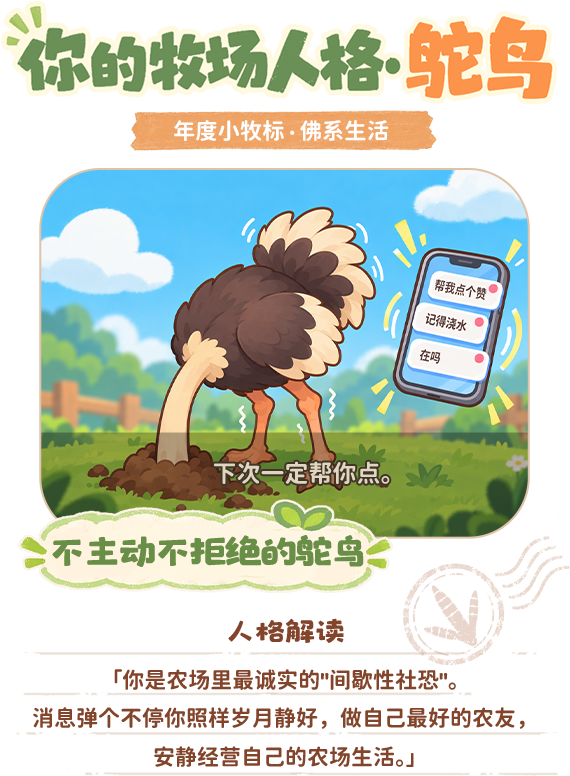 你的牧场人格·鸵鸟
年度小牧标·佛系生活
帮我点个赞
记得浇水
在吗
下次一定帮你点。
不主动不拒绝的鸵鸟
人格解读
「你是农场里最诚实的"间歇性社恐"。
消息弹个不停你照样岁月静好，做自己最好的农友，
安静经营自己的农场生活。」